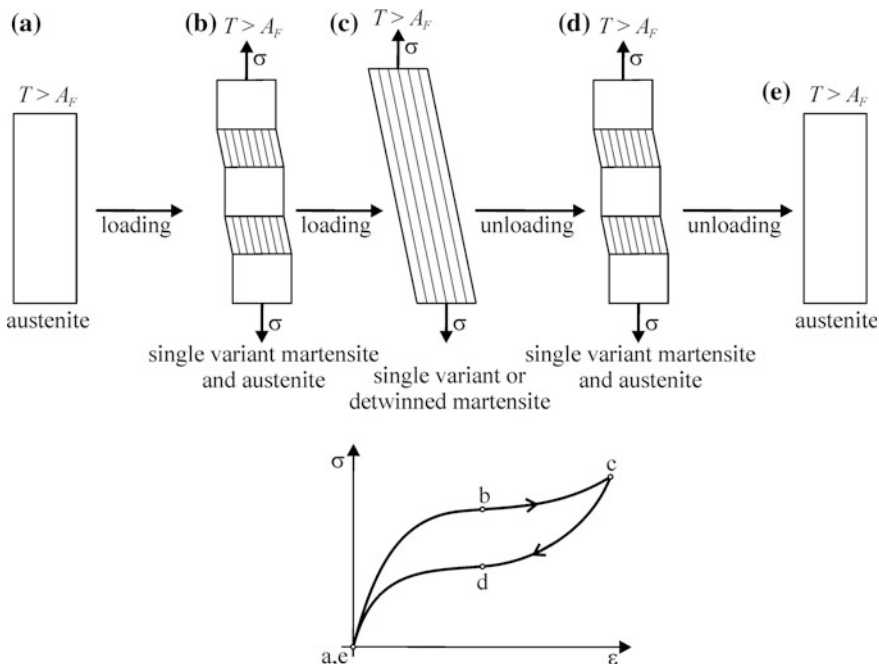 (a)
T > A_F
austenite
loading
(b)
T > A_F
σ
σ
single variant martensite
and austenite
loading
(c)
T > A_F
σ
σ
single variant or
detwinned martensite
unloading
(d)
T > A_F
σ
σ
single variant martensite
and austenite
unloading
(e)
T > A_F
austenite
σ
b
c
d
a,e
ε